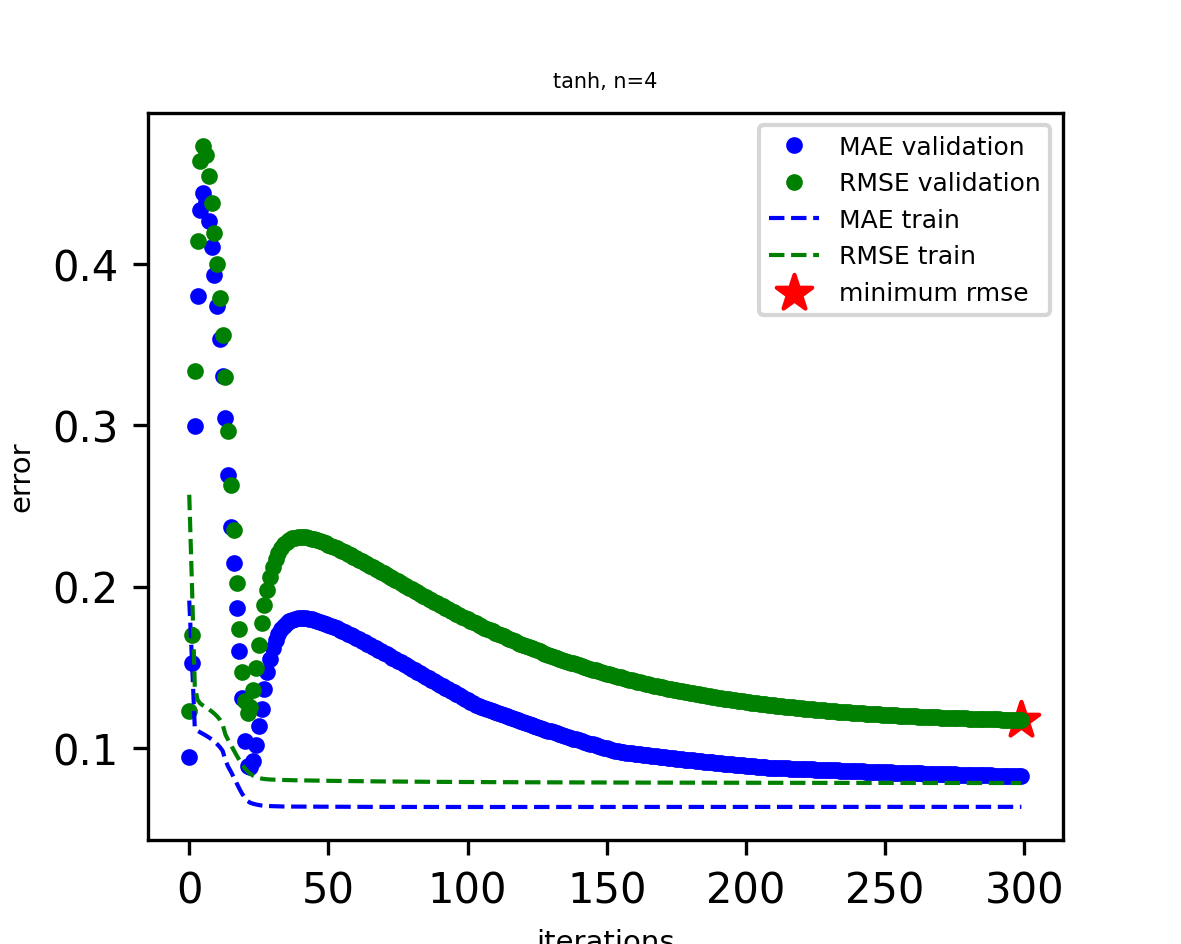 tanh, n=4
MAE validation
RMSE validation
MAE train
RMSE train
minimum rmse
error
0.4
0.3
0.2
0.1
0 50 100 150 200 250 300
iterations